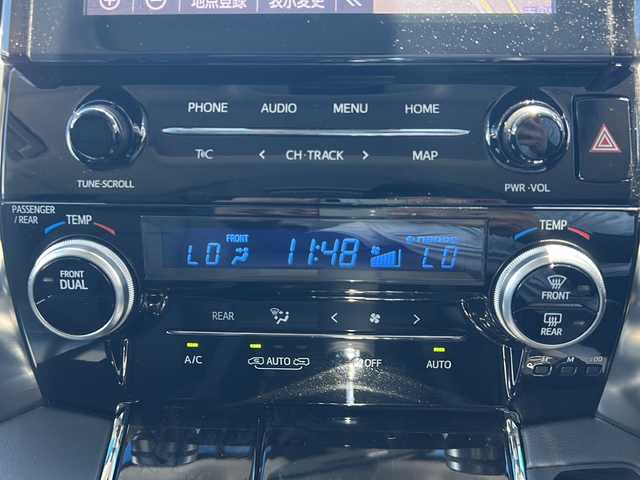 地点登録 表示変更
PHONE AUDIO MENU HOME
T C < CH·TRACK > MAP
TUNE·SCROLL PWR·VOL
PASSENGER
/REAR
TEMP TEMP
FRONT
DUAL
FRONT
LO 11:48 LO
FRONT
REAR
REAR < >
A/C AUTO OFF AUTO